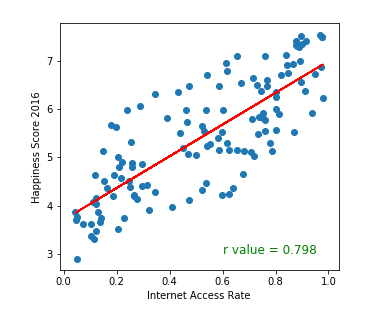 7
6
5
4
3
Happiness Score 2016
r value = 0.798
0.0 0.2 0.4 0.6 0.8 1.0
Internet Access Rate